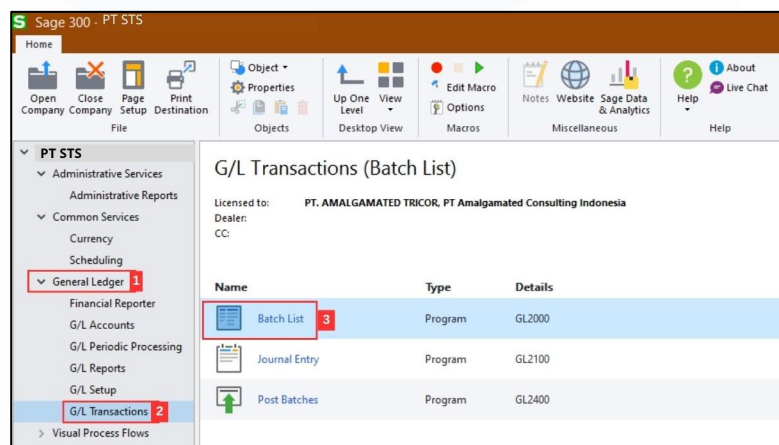 S Sage 300 - PT STS
Home
Open Company
Close Company
Page Setup
Print Destination
File
Object
Properties
Objects
Up One Level
View
Desktop View
Edit Macro
Options
Macros
Notes
Website
Sage Data & Analytics
Miscellaneous
Help
About
Live Chat
Help
PT STS
Administrative Services
Administrative Reports
Common Services
Currency
Scheduling
General Ledger 1
Financial Reporter
G/L Accounts
G/L Periodic Processing
G/L Reports
G/L Setup
G/L Transactions 2
Visual Process Flows
G/L Transactions (Batch List)
Licensed to: PT. AMALGAMATED TRICOR, PT Amalgamated Consulting Indonesia
Dealer:
CC:
Name Type Details
Batch List 3 Program GL2000
Journal Entry Program GL2100
Post Batches Program GL2400